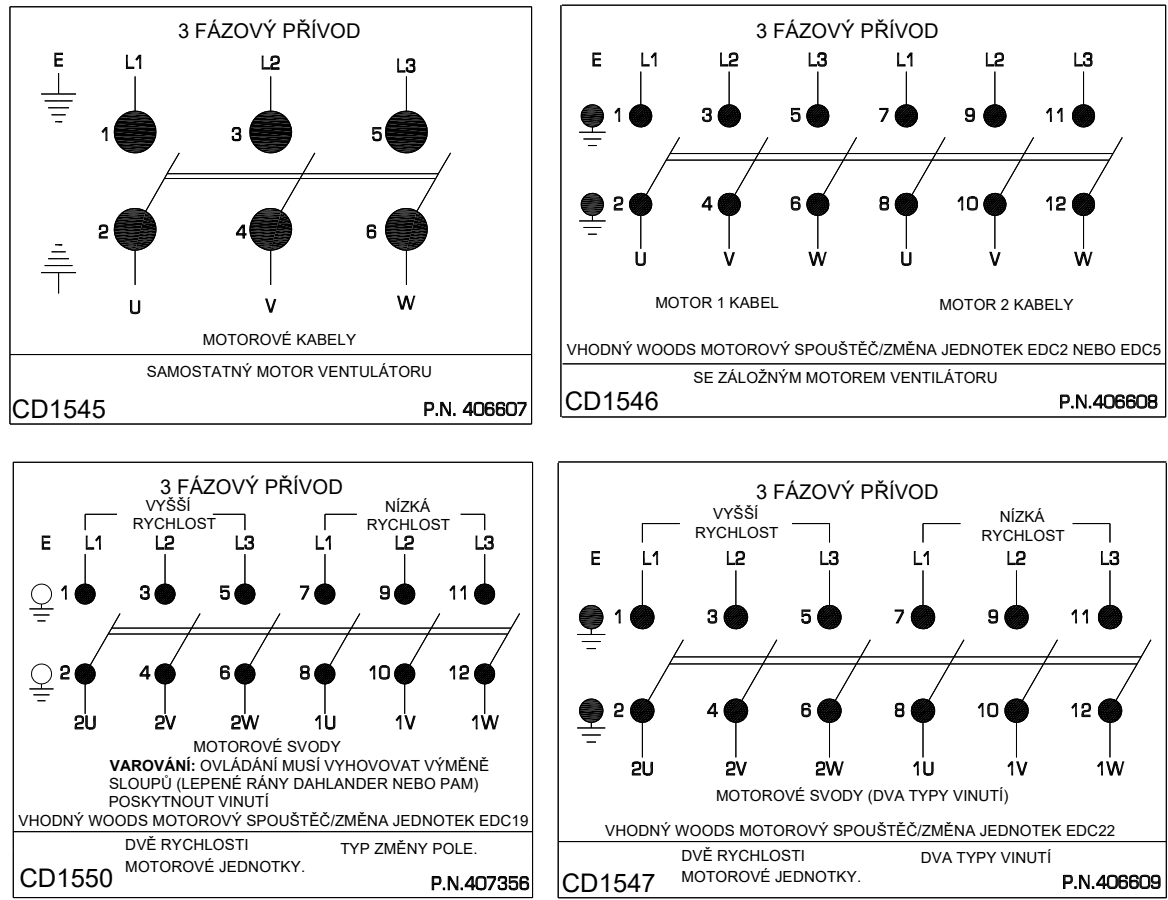 3 FÁZOVÝ PŘÍVOD
E L1 L2 L3
1 3 5
2 4 6
U V W
MOTOROVÉ KABELY
SAMOSTATNÝ MOTOR VENTULÁTORU
CD1545 P.N. 406607
3 FÁZOVÝ PŘÍVOD
E L1 L2 L3 L1 L2 L3
1 3 5 7 9 11
2 4 6 8 10 12
U V W U V W
MOTOR 1 KABEL MOTOR 2 KABELY
VHODNÝ WOODS MOTOROVÝ SPOUŠTĚČ/ZMĚNA JEDNOTEK EDC2 NEBO EDC5
SE ZÁLOŽNÝM MOTOREM VENTILÁTORU
CD1546 P.N.406608
3 FÁZOVÝ PŘÍVOD
VYŠŠÍ NÍZKÁ
RYCHLOST RYCHLOST
E L1 L2 L3 L1 L2 L3
1 3 5 7 9 11
2 4 6 8 10 12
2U 2V 2W 1U 1V 1W
MOTOROVÉ SVODY
VAROVÁNÍ: OVLÁDÁNÍ MUSÍ VYHOVOVAT VÝMĚNĚ
SLOUPŮ (LEPENÉ RÁNY DAHLANDER NEBO PAM)
POSKYTNOUT VINUTÍ
VHODNÝ WOODS MOTOROVÝ SPOUŠTĚČ/ZMĚNA JEDNOTEK EDC19
DVĚ RYCHLOSTI TYP ZMĚNY POLE.
MOTOROVÉ JEDNOTKY.
CD1550 P.N.407356
3 FÁZOVÝ PŘÍVOD
VYŠŠÍ NÍZKÁ
RYCHLOST RYCHLOST
E L1 L2 L3 L1 L2 L3
1 3 5 7 9 11
2 4 6 8 10 12
2U 2V 2W 1U 1V 1W
MOTOROVÉ SVODY (DVA TYPY VINUTÍ)
VHODNÝ WOODS MOTOROVÝ SPOUŠTĚČ/ZMĚNA JEDNOTEK EDC22
DVĚ RYCHLOSTI DVA TYPY VINUTÍ
MOTOROVÉ JEDNOTKY.
CD1547 P.N.406609